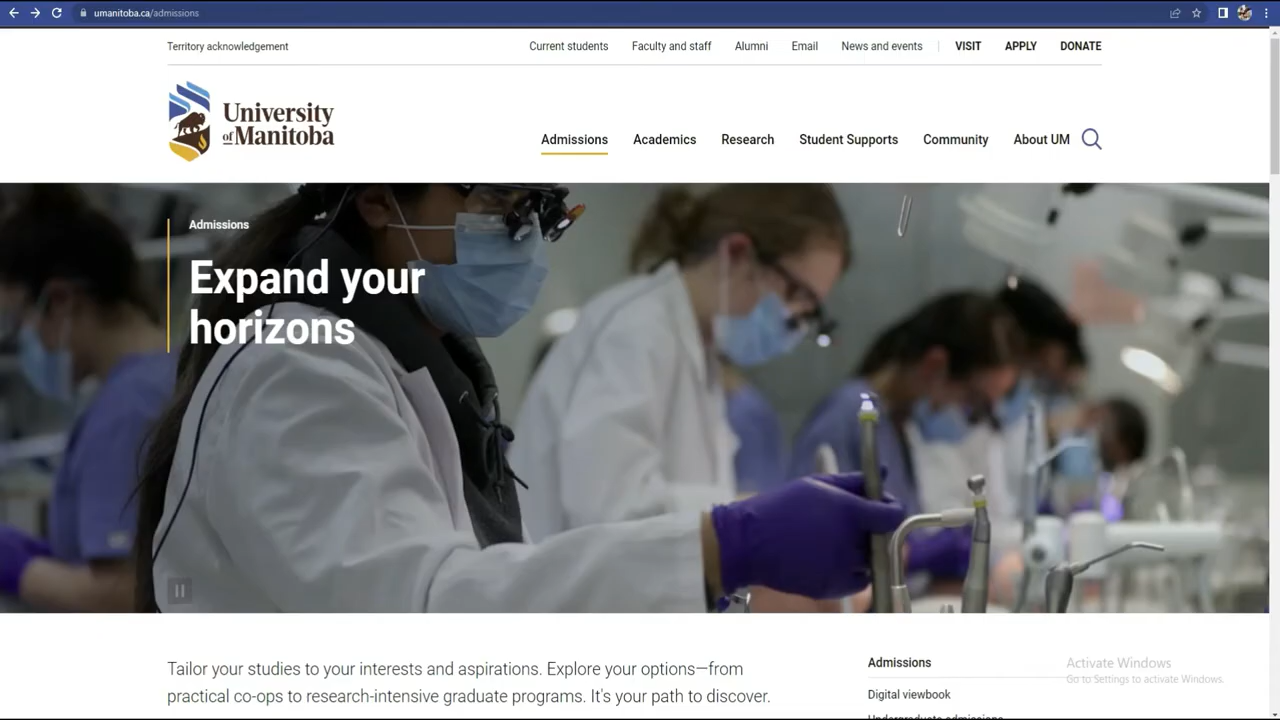 umanitoba.ca/admissions
Territory acknowledgement
Current students
Faculty and staff
Alumni
Email
News and events
VISIT
APPLY
DONATE
University
of Manitoba
Admissions
Academics
Research
Student Supports
Community
About UM
Admissions
Expand your
horizons
Tailor your studies to your interests and aspirations. Explore your options—from
practical co-ops to research-intensive graduate programs. It's your path to discover.
Admissions
Digital viewbook
Undergraduate admissions
Activate Windows
Go to Settings to activate Windows.